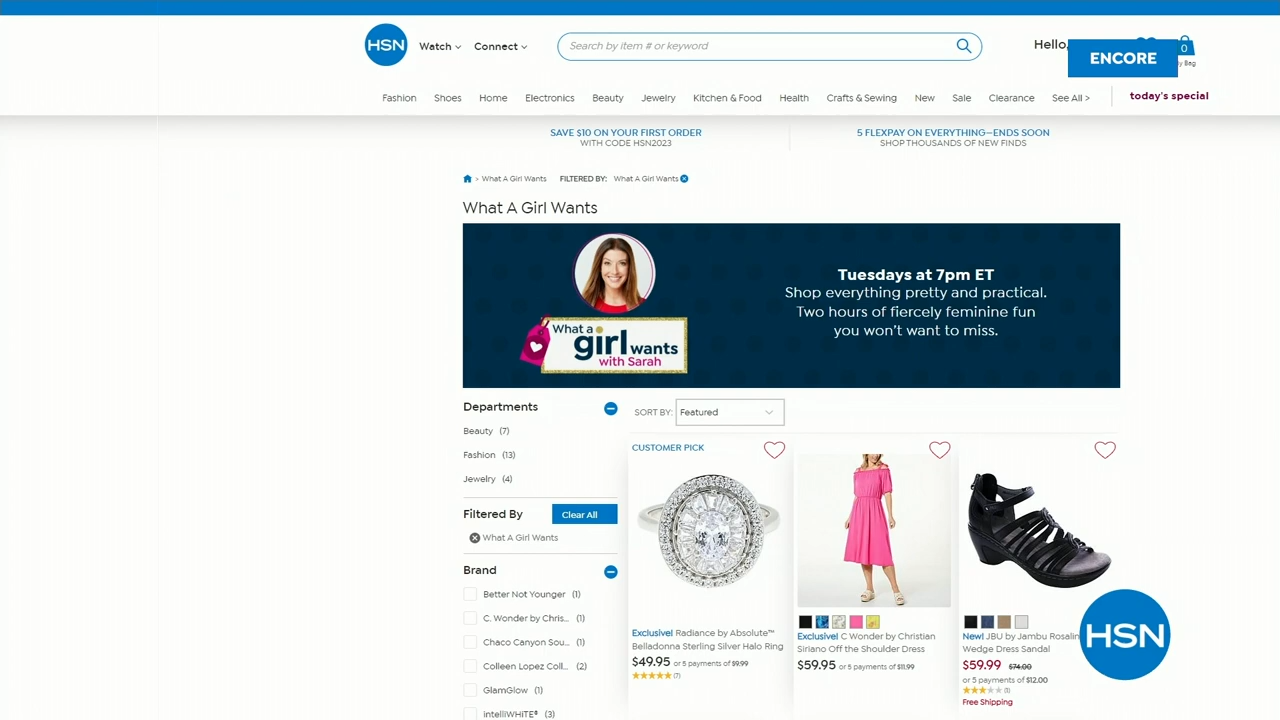 HSN
Watch
Connect
Search by item # or keyword
Hello,
0
ENCORE
Bag
Fashion
Shoes
Home
Electronics
Beauty
Jewelry
Kitchen & Food
Health
Crafts & Sewing
New
Sale
Clearance
See All >
today's special
SAVE $10 ON YOUR FIRST ORDER
WITH CODE HSN2023
5 FLEXPAY ON EVERYTHING—ENDS SOON
SHOP THOUSANDS OF NEW FINDS
> What A Girl Wants
FILTERED BY: What A Girl Wants
What A Girl Wants
What a
girl wants
with Sarah
Tuesdays at 7pm ET
Shop everything pretty and practical.
Two hours of fiercely feminine fun
you won't want to miss.
Departments
Beauty (7)
Fashion (13)
Jewelry (4)
Filtered By
Clear All
What A Girl Wants
Brand
Better Not Younger (1)
C. Wonder by Chris... (1)
Chaco Canyon Sou... (1)
Colleen Lopez Coll... (2)
GlamGlow (1)
intelliWHiTE® (3)
SORT BY: Featured
CUSTOMER PICK
Exclusive! Radiance by Absolute™
Belladonna Sterling Silver Halo Ring
$49.95 or 5 payments of $9.99
(7)
Exclusive! C Wonder by Christian
Siriano Off the Shoulder Dress
$59.95 or 5 payments of $11.99
New! JBU by Jambu Rosalin
Wedge Dress Sandal
$59.99 $74.00
or 5 payments of $12.00
(1)
Free Shipping
HSN